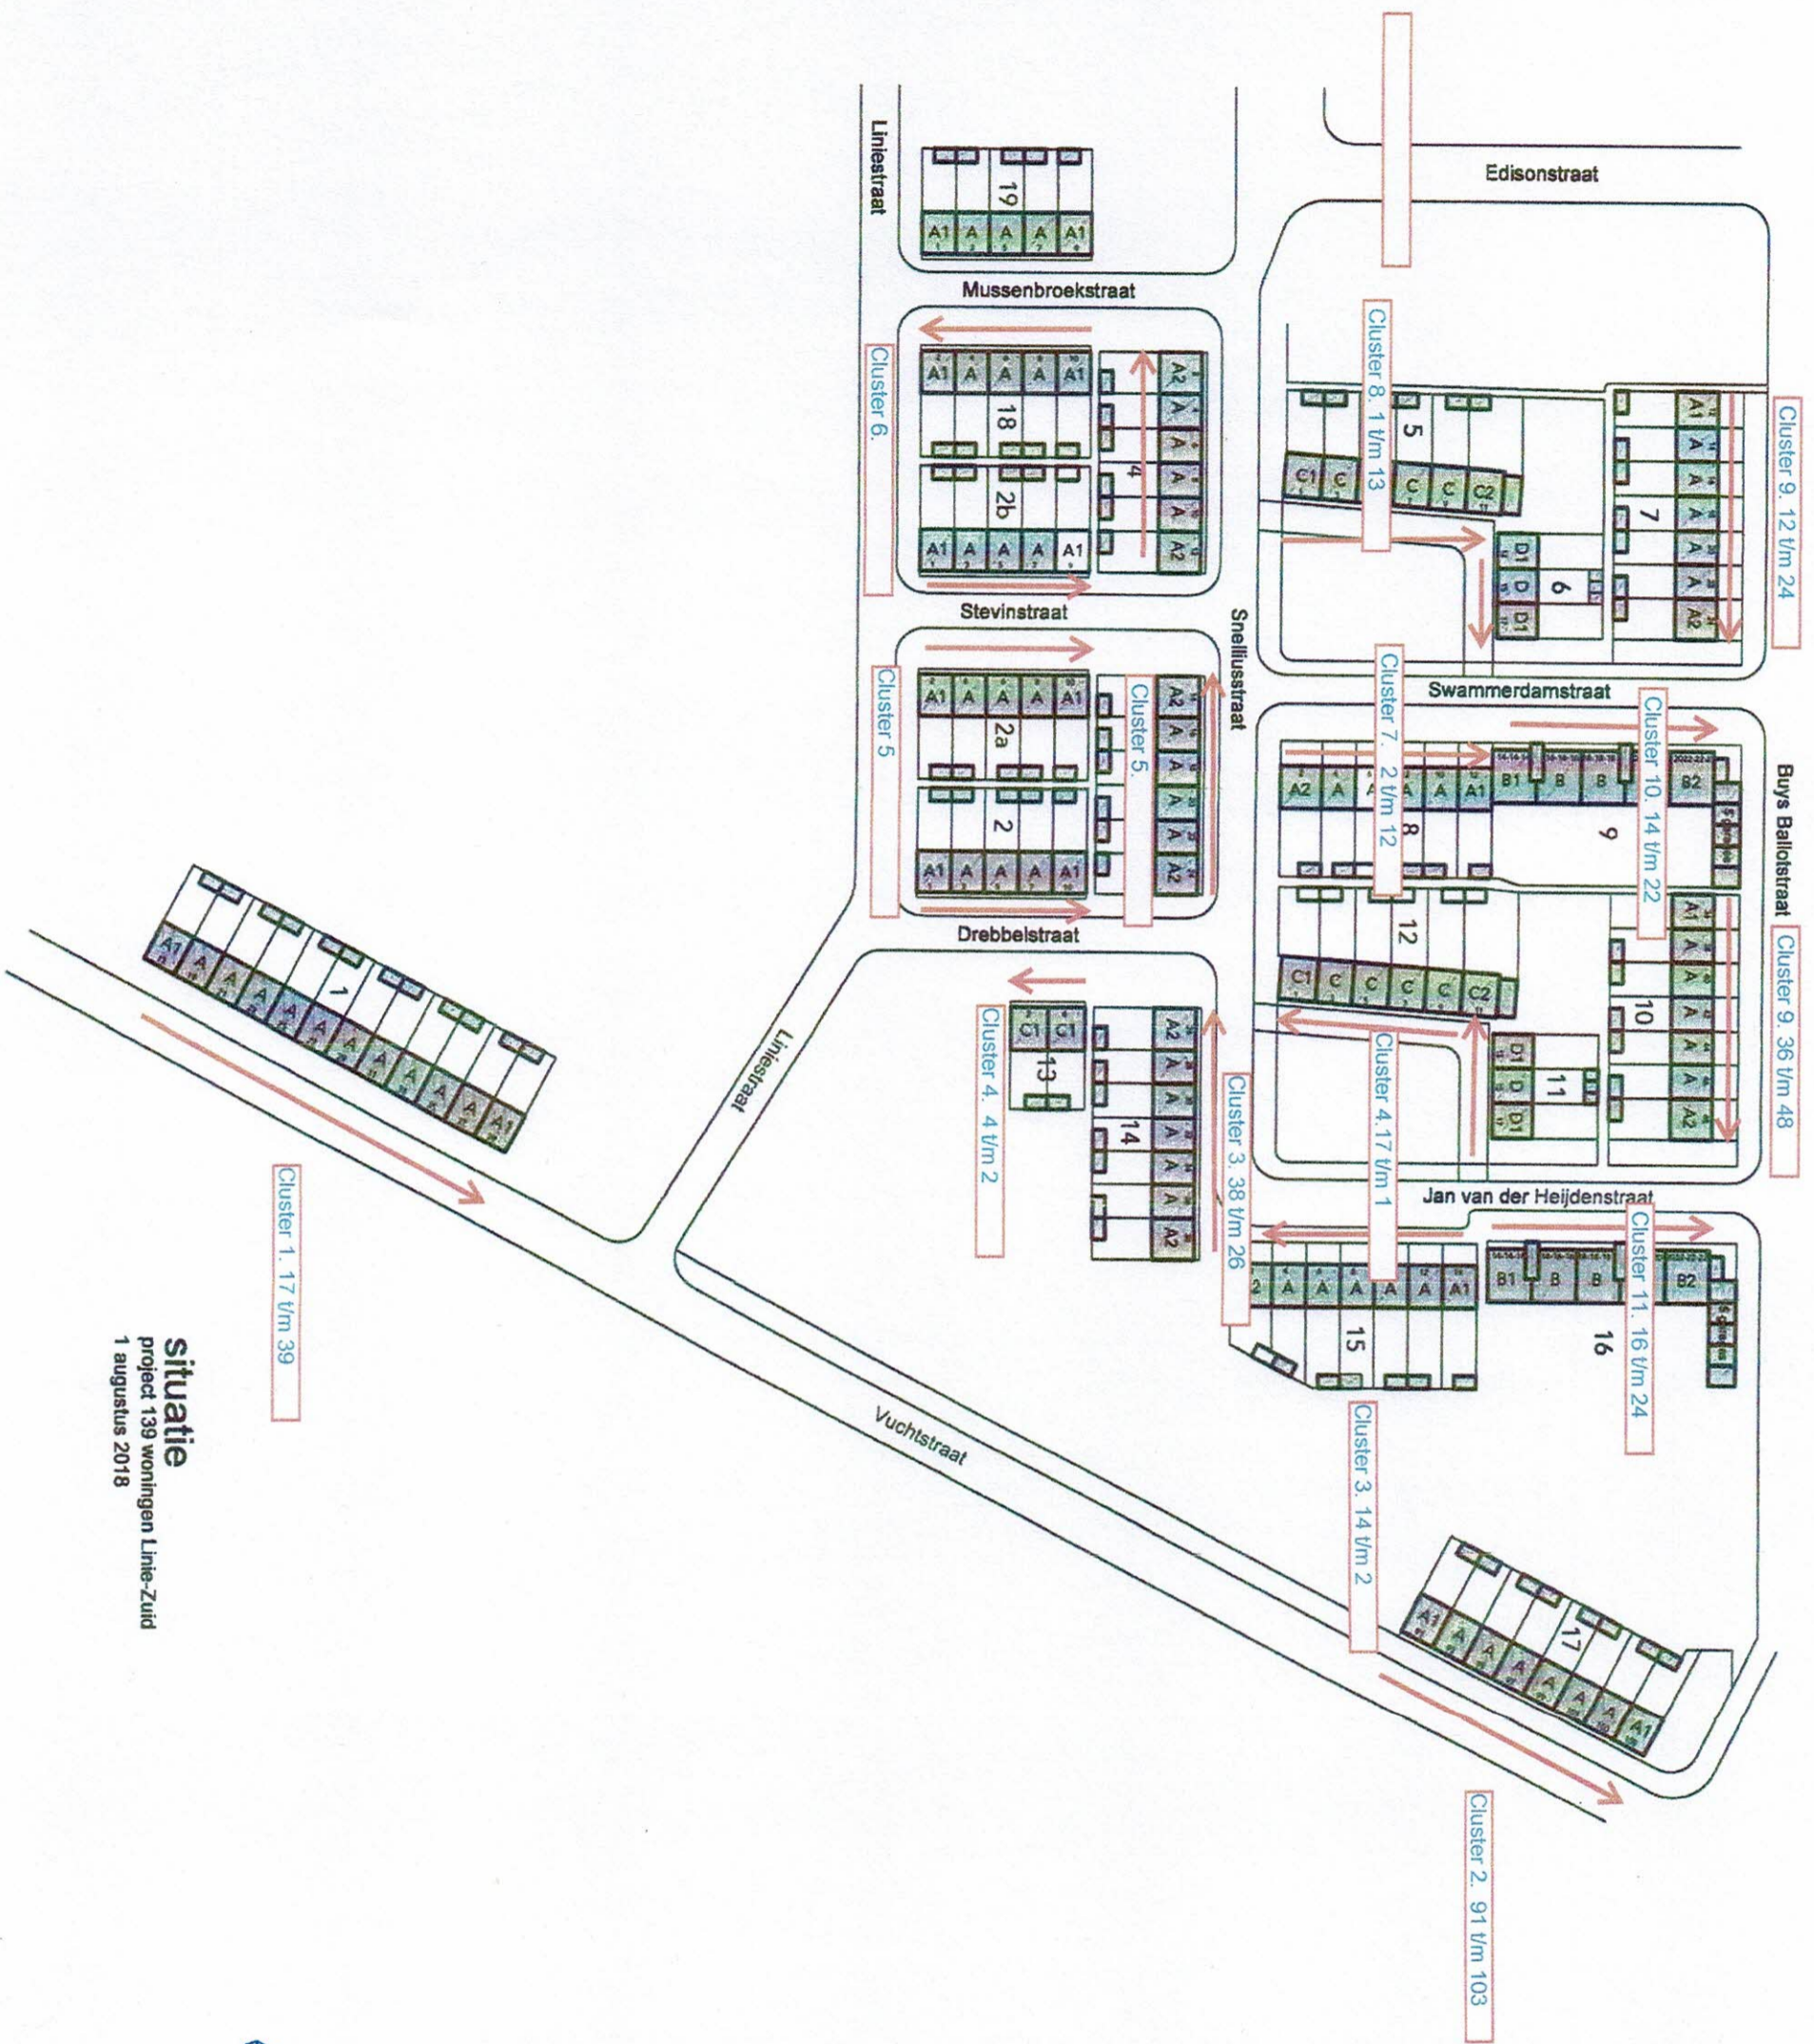 Edisonstraat
Liniestraat
19
A1 A A A A1
Mussenbroekstraat
Cluster 6.
A1 A A A A1
18
2b
A1 A A A A1
A2 A A A A A2
4
Stevinstraat
Snelliusstraat
Cluster 8. 1 t/m 13
5
C1 C C C C2
D1 D D1
6
Cluster 9. 12 t/m 24
A1 A A A A A A2
7
Swammerdamstraat
Buys Ballotstraat
Cluster 5
A1 A A A A1
2a
2
A1 A A A A1
Cluster 5.
A2 A A A A A2
Drebbelstraat
Cluster 7. 2 t/m 12
A2 A A A A1
8
Cluster 10. 14 t/m 22
B1 B B B2
9
12
C1 C C C C C2
Cluster 9. 36 t/m 48
A1 A A A A A A2
10
D1 D D1
11
Cluster 4.17 t/m 1
Jan van der Heijdenstraat
Cluster 4. 4 t/m 2
C1 C1
13
A2 A A A A A A2
14
Cluster 3. 38 t/m 26
A A A A A A1
15
Cluster 11. 16 t/m 24
B1 B B B2
16
Cluster 3. 14 t/m 2
Liniestraat
Vuchtstraat
1
A1 A A A A A A A A A A A1
Cluster 1. 17 t/m 39
17
A1 A A A A A A A1
Cluster 2. 91 t/m 103
situatie
project 139 woningen Linie-Zuid
1 augustus 2018